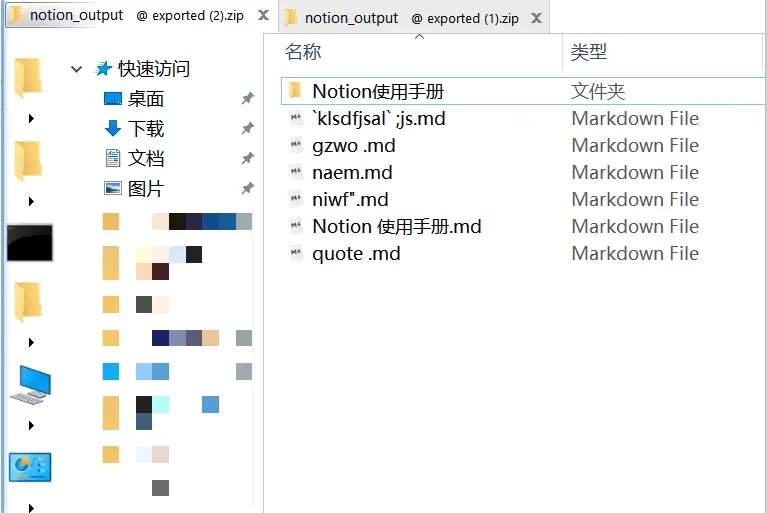 notion_output @ exported (2).zip
notion_output @ exported (1).zip
快速访问
桌面
下载
文档
图片
名称 类型
Notion使用手册 文件夹
`klsdfjsal` ;js.md Markdown File
gzwo .md Markdown File
naem.md Markdown File
niwf".md Markdown File
Notion 使用手册.md Markdown File
quote .md Markdown File